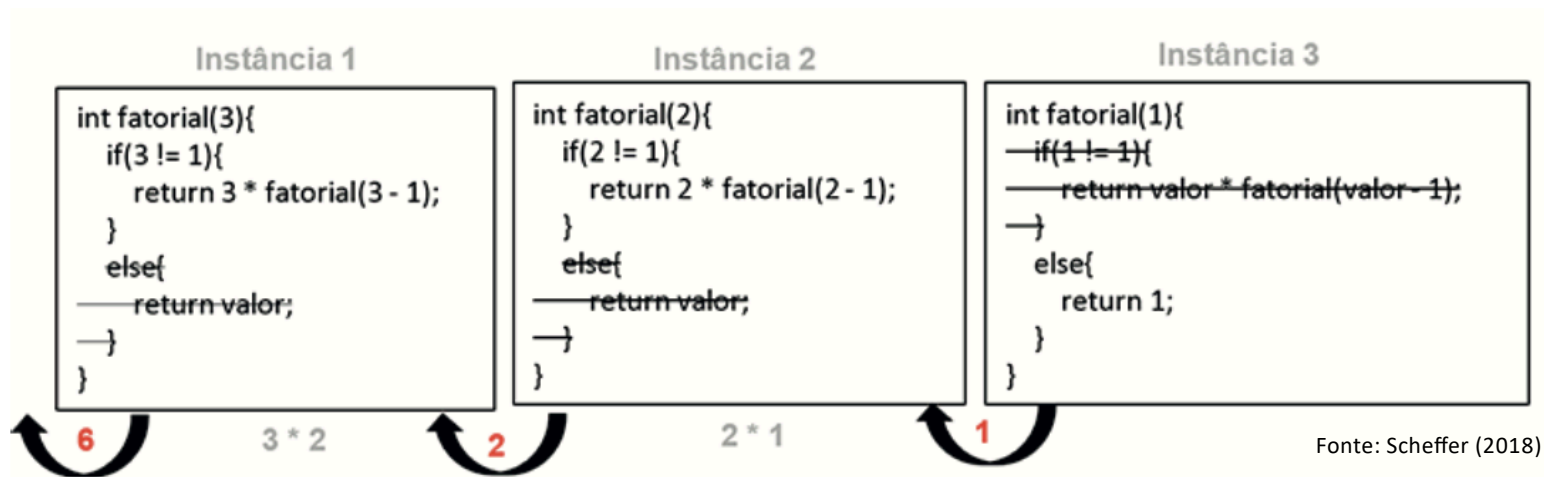 Instância 1
int fatorial(3){
if(3 != 1){
return 3 * fatorial(3 - 1);
}
else{
return valor;
}
}
6
3 * 2
Instância 2
int fatorial(2){
if(2 != 1){
return 2 * fatorial(2 - 1);
}
else{
return valor;
}
}
2
2 * 1
Instância 3
int fatorial(1){
if(1 != 1){
return valor * fatorial(valor - 1);
}
else{
return 1;
}
}
1
Fonte: Scheffer (2018)